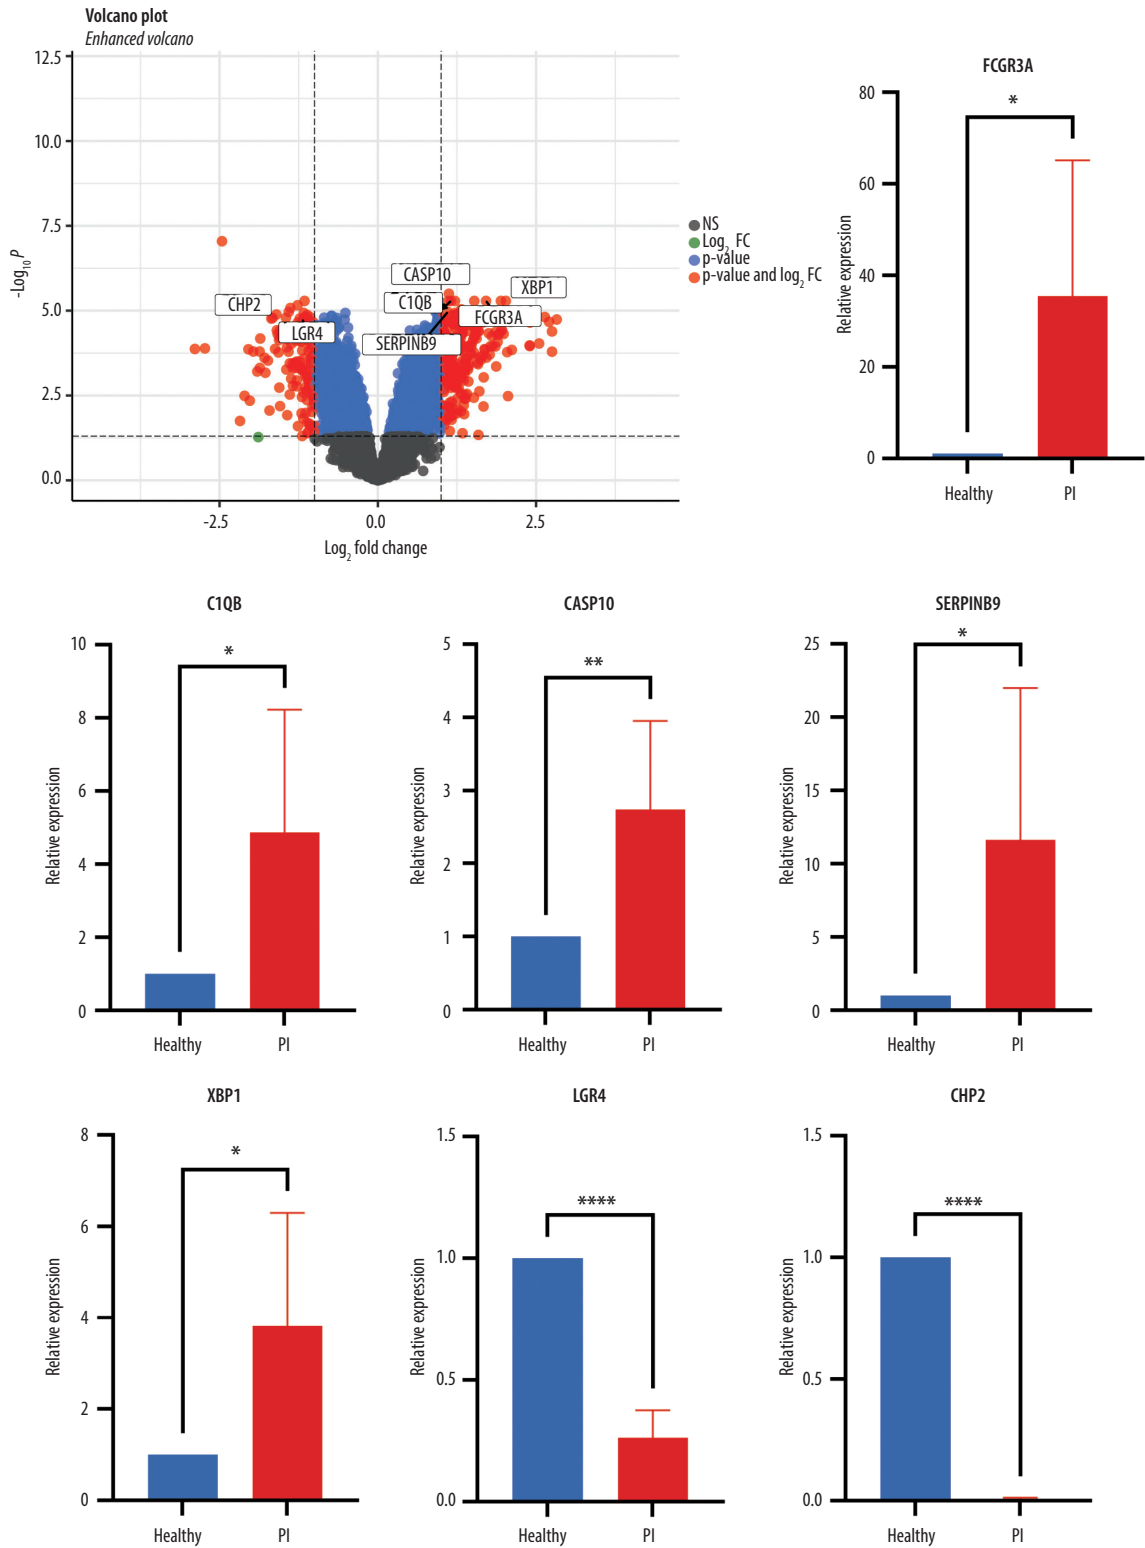 Volcano plot
Enhanced volcano
12.5
10.0
7.5
5.0
2.5
0.0
-Log10 P
CHP2
LGR4
CASP10
C1QB
SERPINB9
XBP1
FCGR3A
-2.5
0.0
2.5
Log2 fold change
NS
Log2 FC
p-value
p-value and log2 FC
FCGR3A
80
60
40
20
0
Relative expression
*
Healthy
PI
C1QB
10
8
6
4
2
0
Relative expression
*
Healthy
PI
CASP10
5
4
3
2
1
0
Relative expression
**
Healthy
PI
SERPINB9
25
20
15
10
5
0
Relative expression
*
Healthy
PI
XBP1
8
6
4
2
0
Relative expression
*
Healthy
PI
LGR4
1.5
1.0
0.5
0.0
Relative expression
****
Healthy
PI
CHP2
1.5
1.0
0.5
0.0
Relative expression
****
Healthy
PI